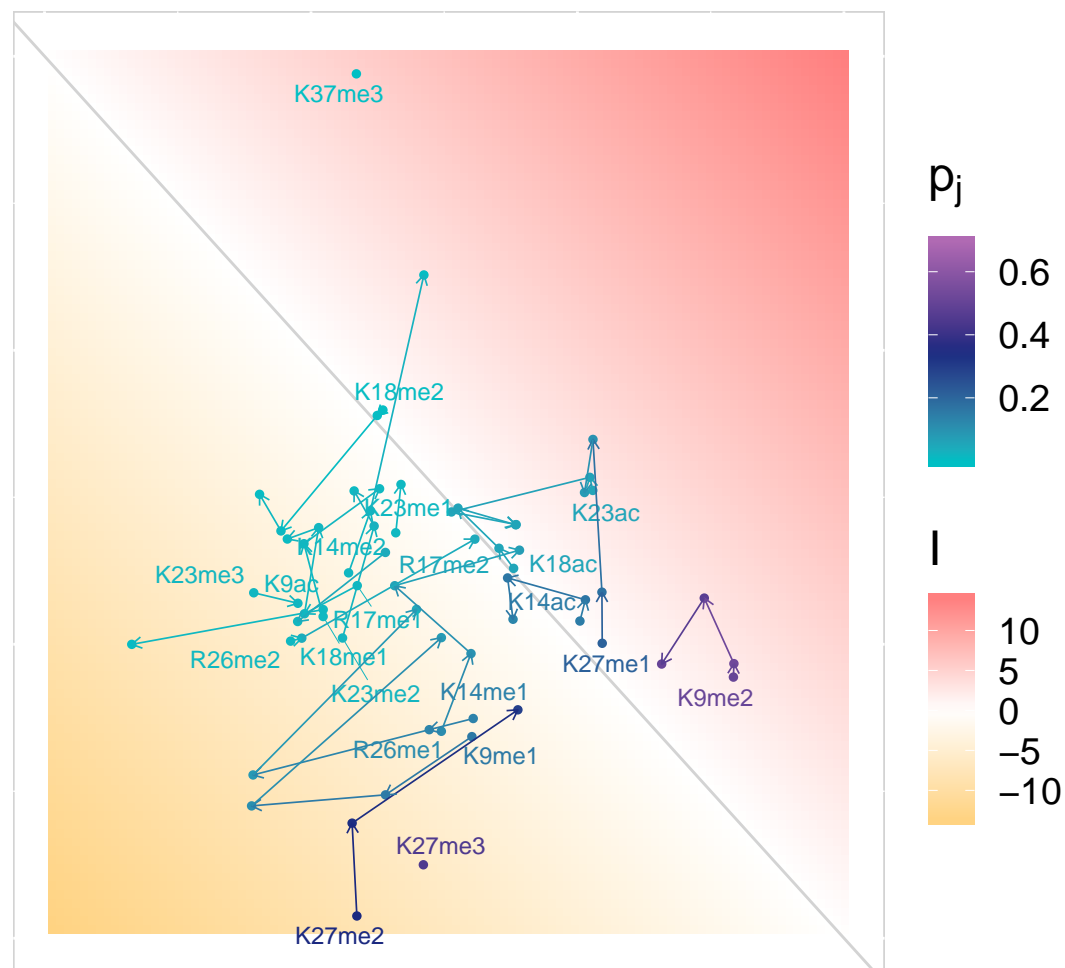 K37me3
p_j
0.6
0.4
0.2
K18me2
K23me1
K23ac
K14me2
R17me2
K18ac
K23me3
K9ac
K14ac
R17me1
R26me2
K18me1
K27me1
K23me2
K14me1
K9me2
R26me1
K9me1
K27me3
K27me2
I
10
5
0
−5
−10